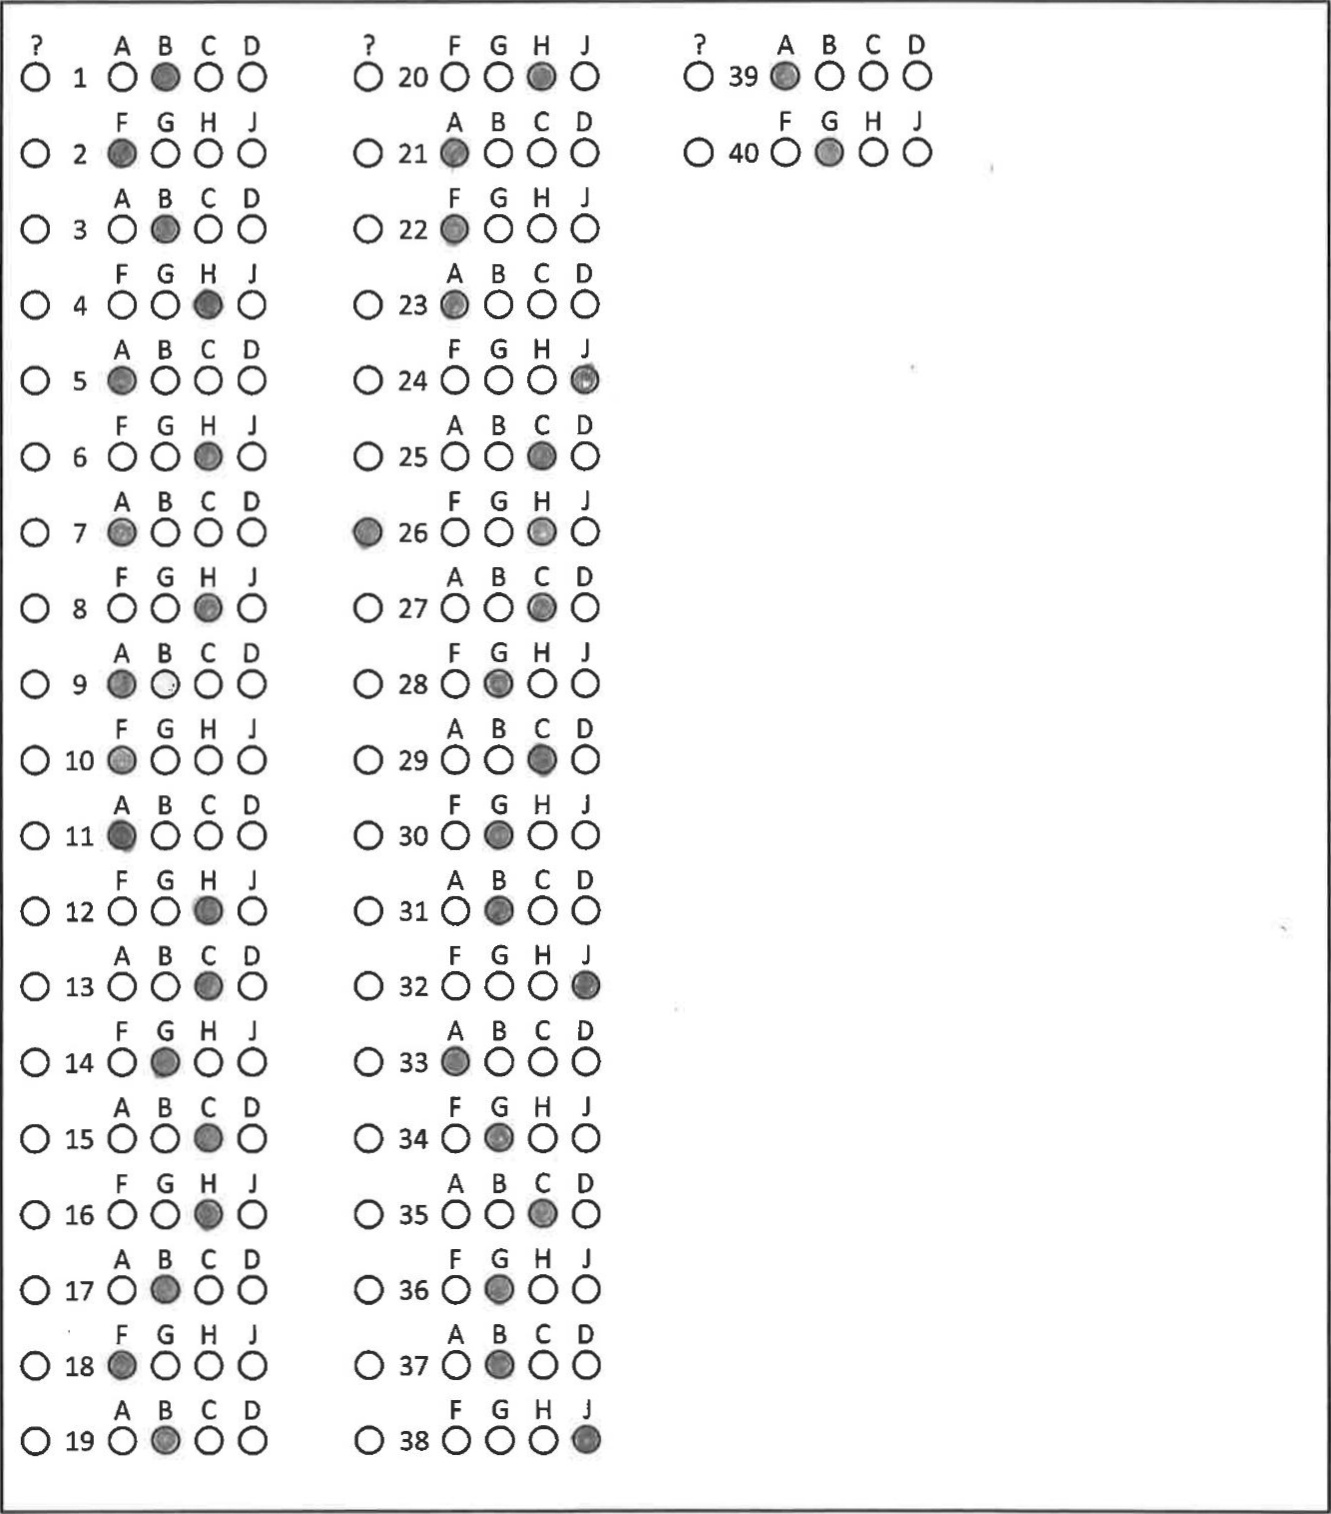 ? A B C D
1
F G H J
2
A B C D
3
F G H J
4
A B C D
5
F G H J
6
A B C D
7
F G H J
8
A B C D
9
F G H J
10
A B C D
11
F G H J
12
A B C D
13
F G H J
14
A B C D
15
F G H J
16
A B C D
17
F G H J
18
A B C D
19
? F G H J
20
A B C D
21
F G H J
22
A B C D
23
F G H J
24
A B C D
25
F G H J
26
A B C D
27
F G H J
28
A B C D
29
F G H J
30
A B C D
31
F G H J
32
A B C D
33
F G H J
34
A B C D
35
F G H J
36
A B C D
37
F G H J
38
? A B C D
39
F G H J
40